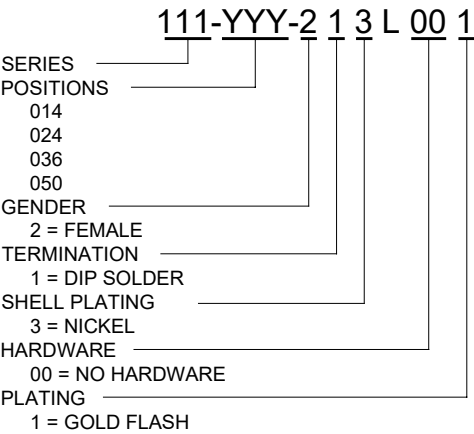 111-YYY-2 1 3 L 00 1
SERIES
POSITIONS
014
024
036
050
GENDER
2 = FEMALE
TERMINATION
1 = DIP SOLDER
SHELL PLATING
3 = NICKEL
HARDWARE
00 = NO HARDWARE
PLATING
1 = GOLD FLASH